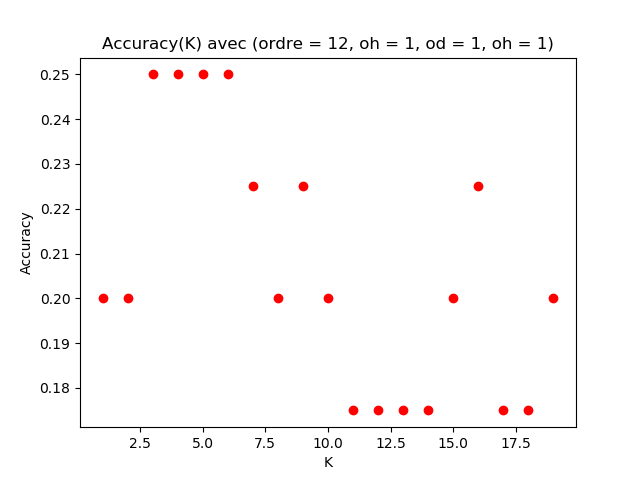 Accuracy(K) avec (ordre = 12, oh = 1, od = 1, oh = 1)
0.25
0.24
0.23
0.22
0.21
0.20
0.19
0.18
Accuracy
2.5 5.0 7.5 10.0 12.5 15.0 17.5
K